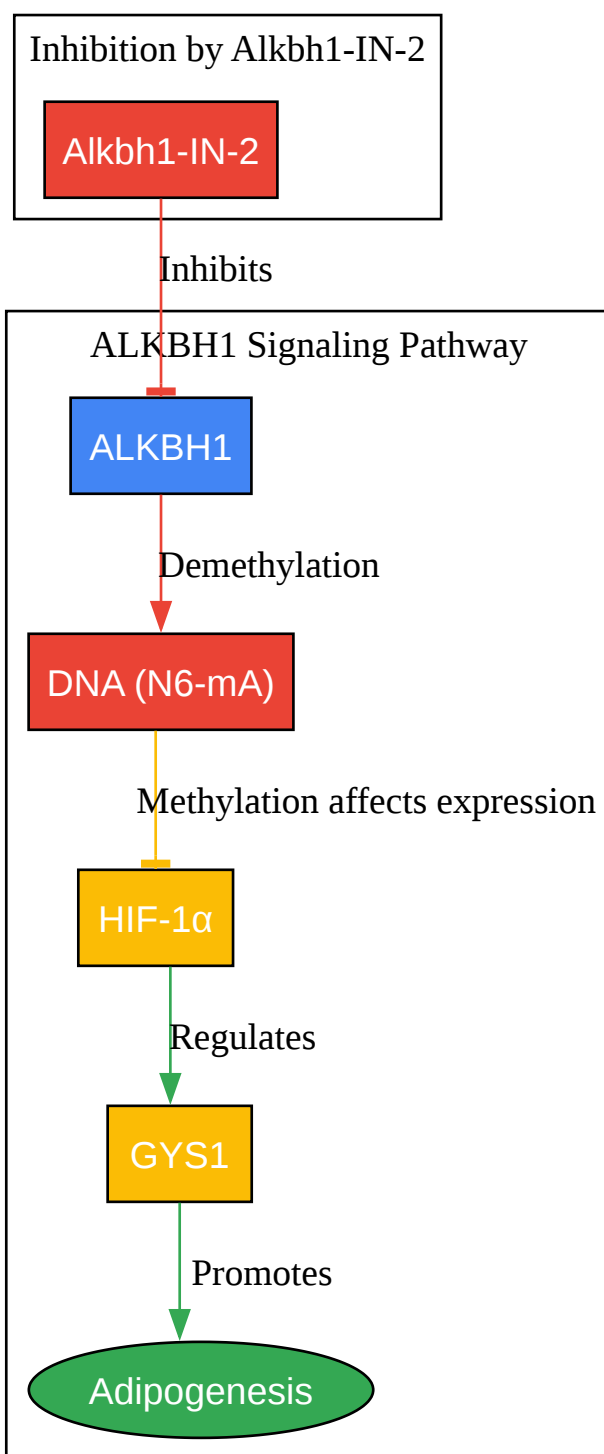 Inhibition by Alkbh1-IN-2
Alkbh1-IN-2
Inhibits
ALKBH1 Signaling Pathway
ALKBH1
Demethylation
DNA (N6-mA)
Methylation affects expression
HIF-1α
Regulates
GYS1
Promotes
Adipogenesis